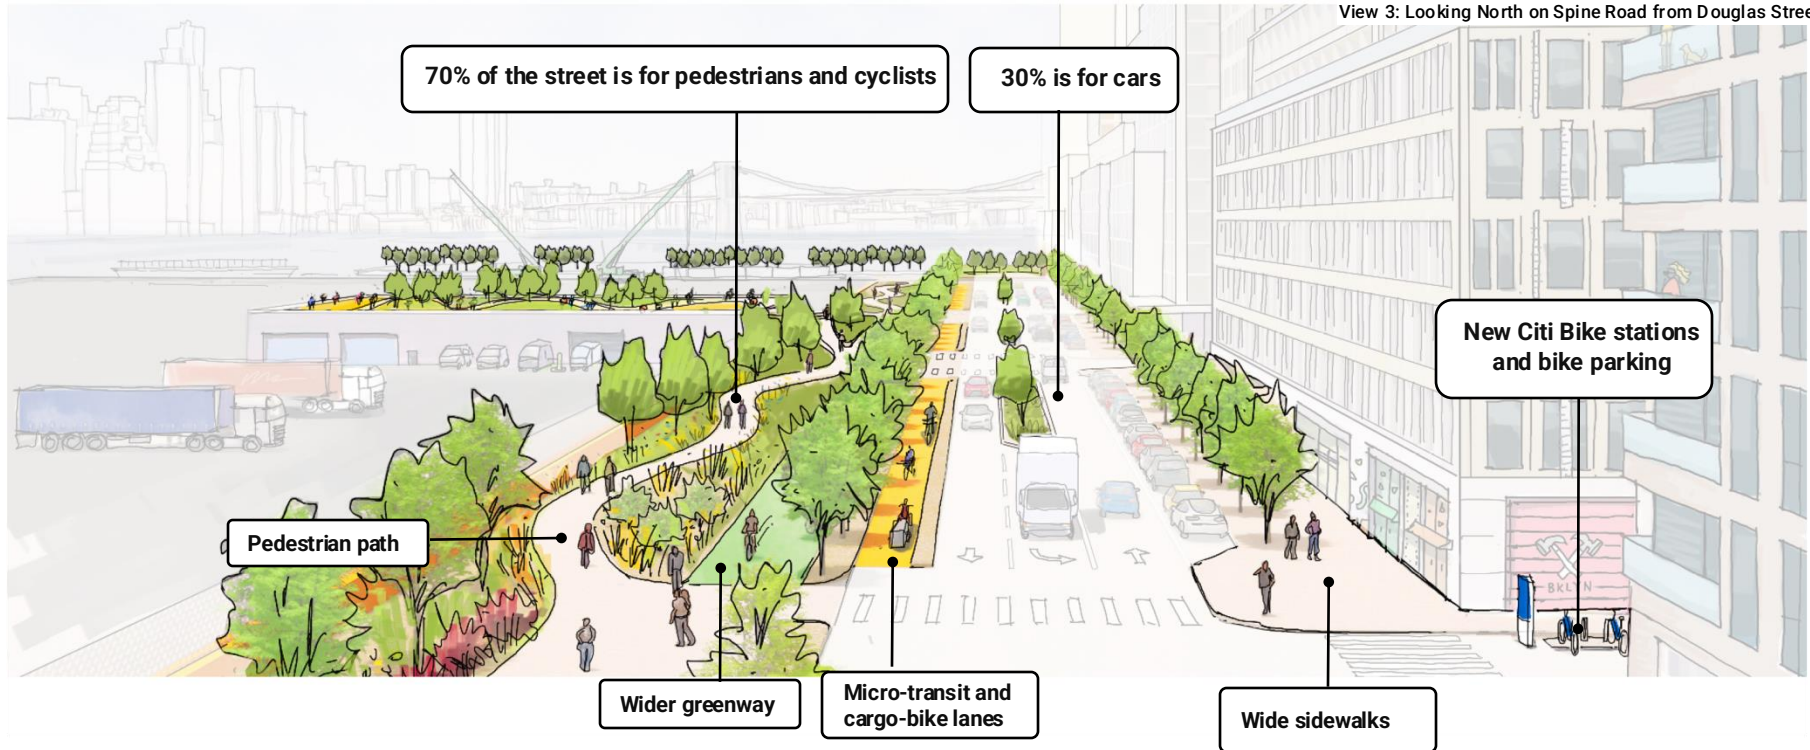 View 3: Looking North on Spine Road from Douglas Stree
70% of the street is for pedestrians and cyclists
30% is for cars
New Citi Bike stations
and bike parking
Pedestrian path
BKLYN
Wider greenway
Micro-transit and
cargo-bike lanes
Wide sidewalks